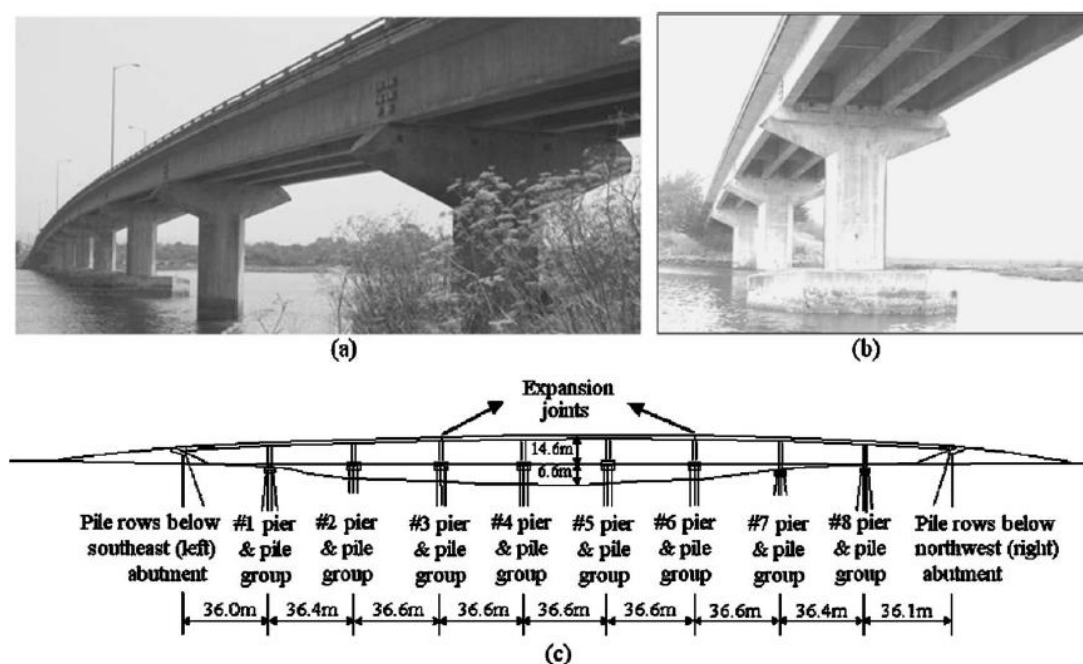 (a)
(b)
Expansion
joints
14.6m
6.6m
Pile rows below
southeast (left)
abutment
#1 pier
& pile
group
#2 pier
& pile
group
#3 pier
& pile
group
#4 pier
& pile
group
#5 pier
& pile
group
#6 pier
& pile
group
#7 pier
& pile
group
#8 pier
& pile
group
Pile rows below
northwest (right)
abutment
36.0m 36.4m 36.6m 36.6m 36.6m 36.6m 36.6m 36.4m 36.1m
(c)